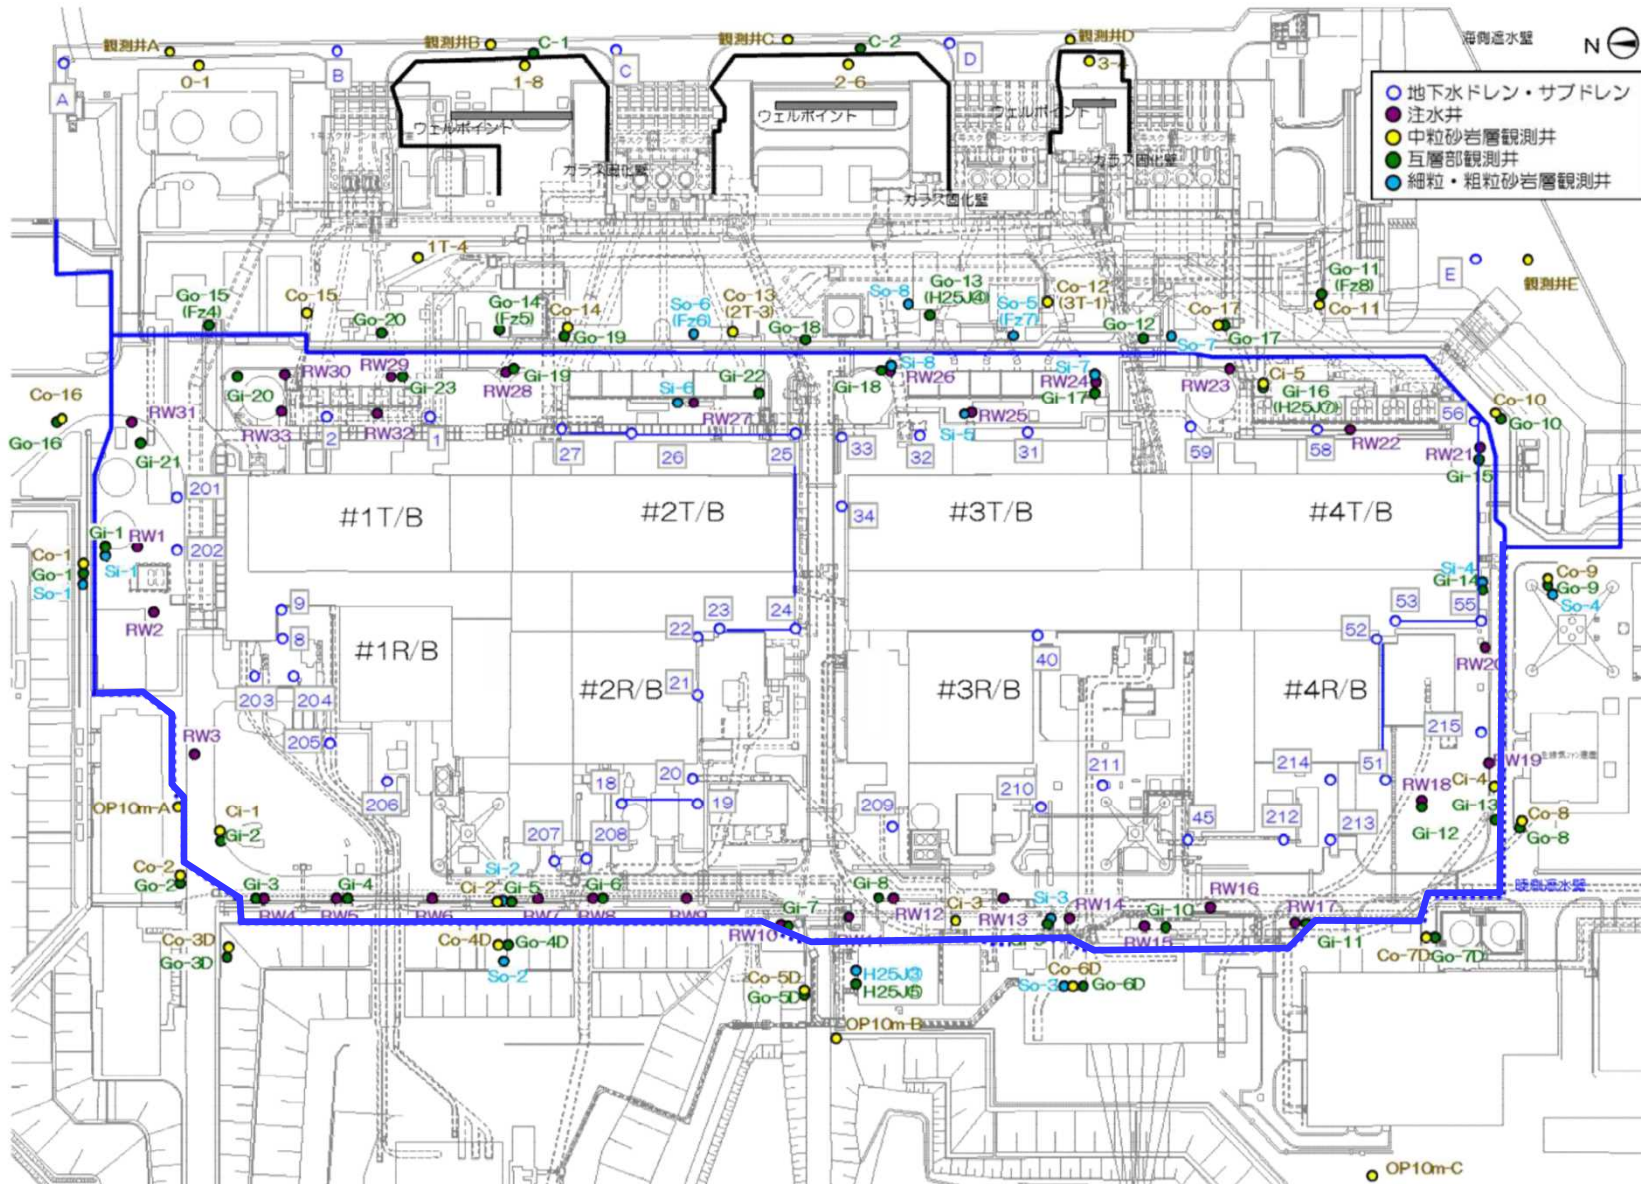 観測井A
観測井B
C-1
観測井C
C-2
観測井D
海側遮水壁
N
A
O-1
B
1-8
C
2-6
D
地下水ドレン・サブドレン
注水井
中粒砂岩層観測井
互層部観測井
細粒・粗粒砂岩層観測井
ウェルポイント
ウェルポイント
ウェルポイント
ガラス固化壁
ガラス固化壁
ガラス固化壁
1T-4
E
観測井E
Go-15
(Fz4)
Co-15
Go-20
Go-14
(Fz5)
Co-14
Go-19
So-6
(Fz6)
Co-13
(2T-3)
Go-18
So-8
Go-13
(H25J④)
So-5
(Fz7)
Co-12
(3T-1)
Go-12
So-7
Co-17
Go-17
Go-11
(Fz8)
Co-11
Co-16
Go-16
RW31
Gi-21
Gi-20
RW30
RW33
RW29
Gi-23
RW32
RW28
Gi-19
Si-6
RW27
Gi-22
Gi-18
Si-8
RW26
Si-5
RW25
Si-7
RW24
Gi-17
RW23
Ci-5
Gi-16
(H25J⑦)
RW22
Co-10
Go-10
RW21
Gi-15
2
1
27
26
25
33
32
31
59
58
56
201
202
34
#1T/B
#2T/B
#3T/B
#4T/B
Co-1
Go-1
So-1
Gi-1
RW1
Si-1
RW2
Si-4
Gi-14
Co-9
Go-9
So-4
9
8
23
24
22
21
40
53
55
52
RW20
#1R/B
#2R/B
#3R/B
#4R/B
203
204
205
206
RW3
215
RW19
OP10m-A
Ci-1
Gi-2
Co-2
Go-2
18
20
19
207
208
209
210
211
214
51
45
212
213
RW18
Gi-12
Ci-4
Gi-13
Co-8
Go-8
Gi-3
RW4
Gi-4
RW5
RW6
Ci-2
Si-2
Gi-5
RW7
Gi-6
RW8
RW9
RW10
Gi-7
Gi-8
RW12
Ci-3
RW13
Si-3
RW14
Gi-10
RW15
RW16
RW17
Gi-11
陸側遮水壁
Co-3D
Go-3D
Co-4D
Go-4D
So-2
Co-5D
Go-5D
H25J③
H25J⑥
So-3
Co-6D
Go-6D
Co-7D
Go-7D
OP10m-B
OP10m-C